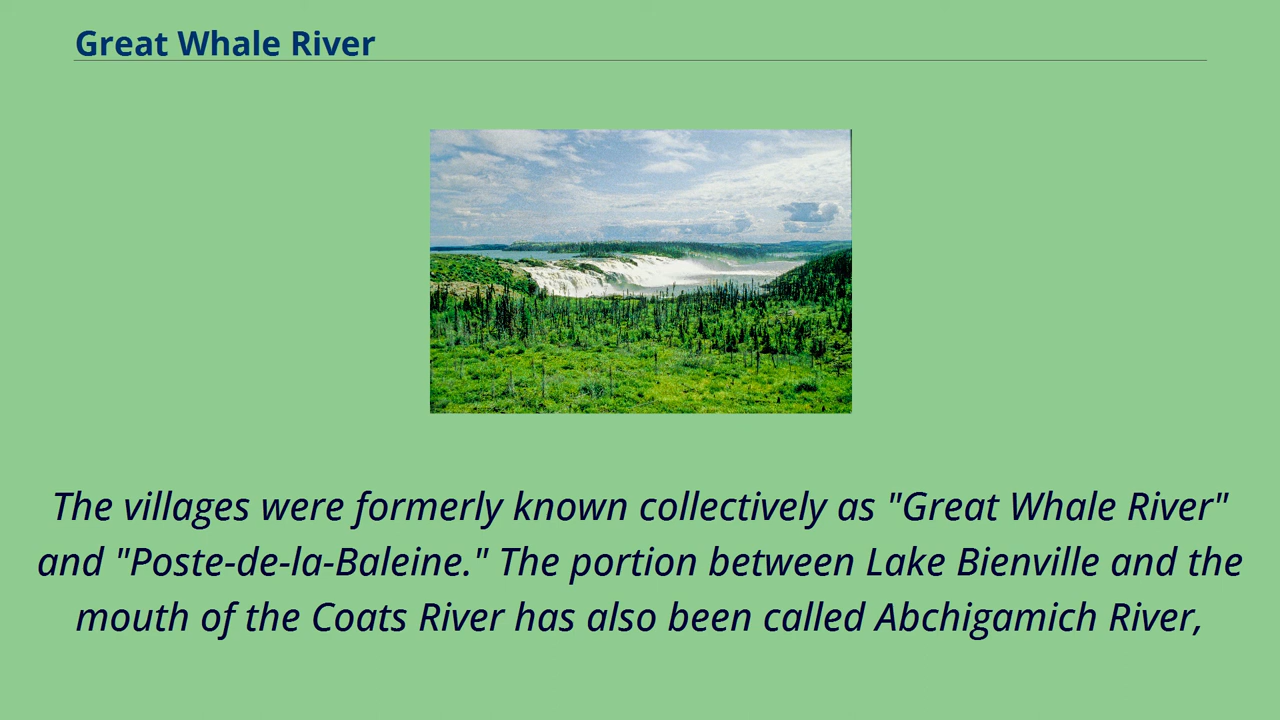 Great Whale River
The villages were formerly known collectively as "Great Whale River"
and "Poste-de-la-Baleine." The portion between Lake Bienville and the
mouth of the Coats River has also been called Abchigamich River,